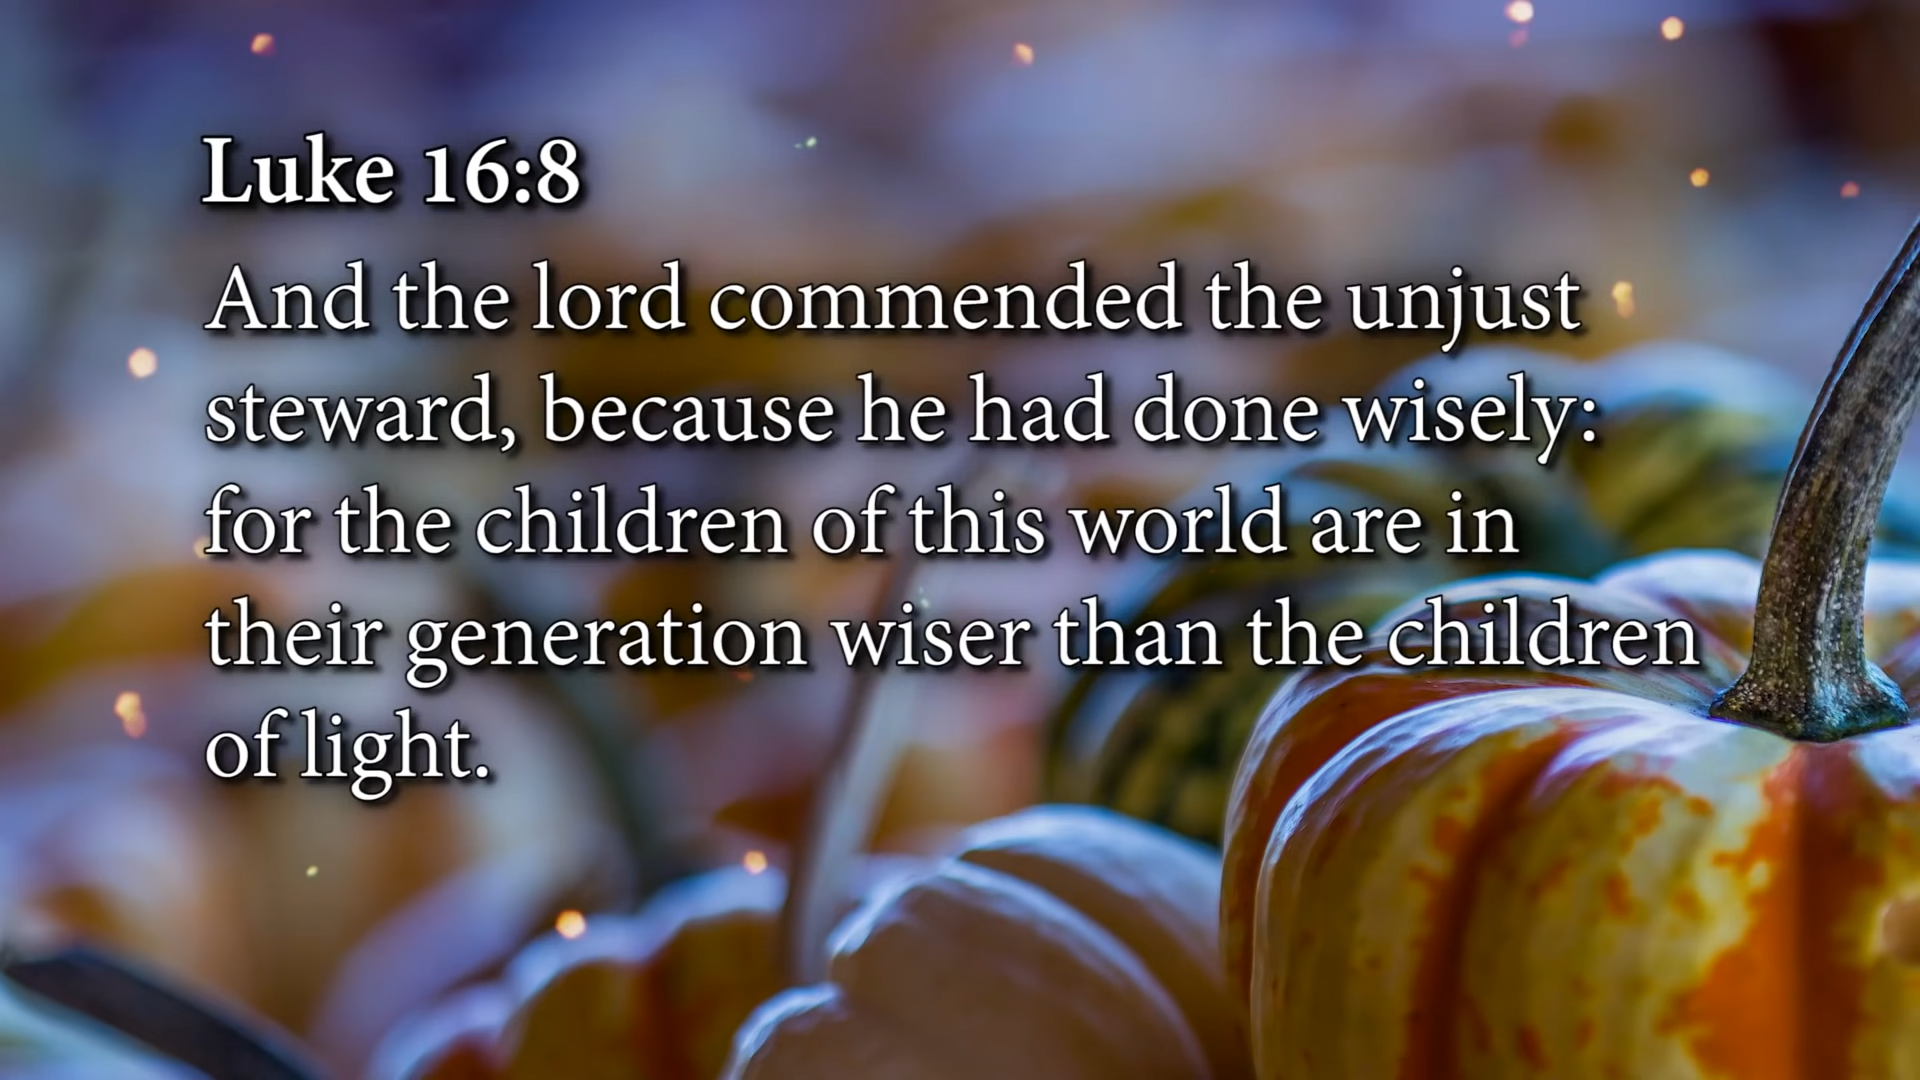 Luke 16:8
And the lord commended the unjust
steward, because he had done wisely:
for the children of this world are in
their generation wiser than the children
of light.